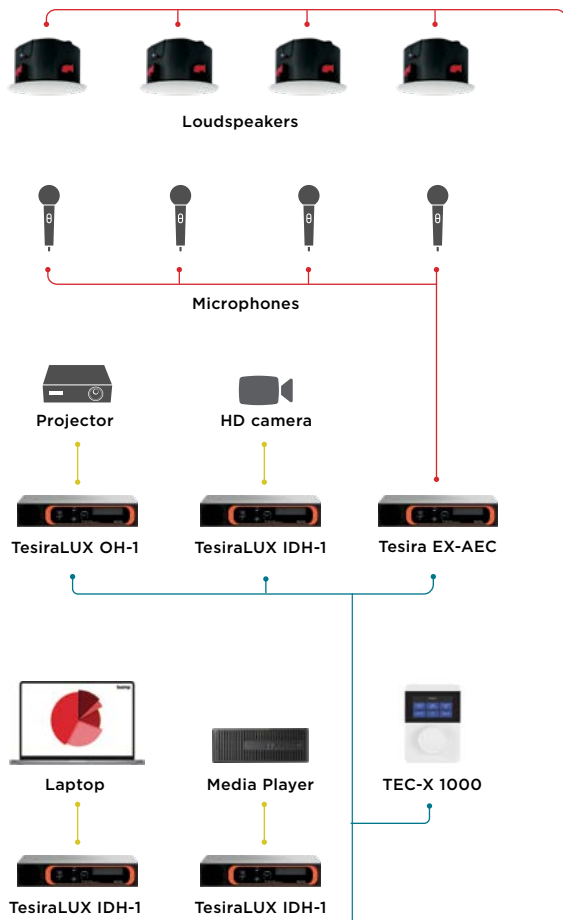 Loudspeakers
Microphones
Projector
HD camera
TesiraLUX OH-1
TesiraLUX IDH-1
Tesira EX-AEC
Laptop
Media Player
TEC-X 1000
TesiraLUX IDH-1
TesiraLUX IDH-1